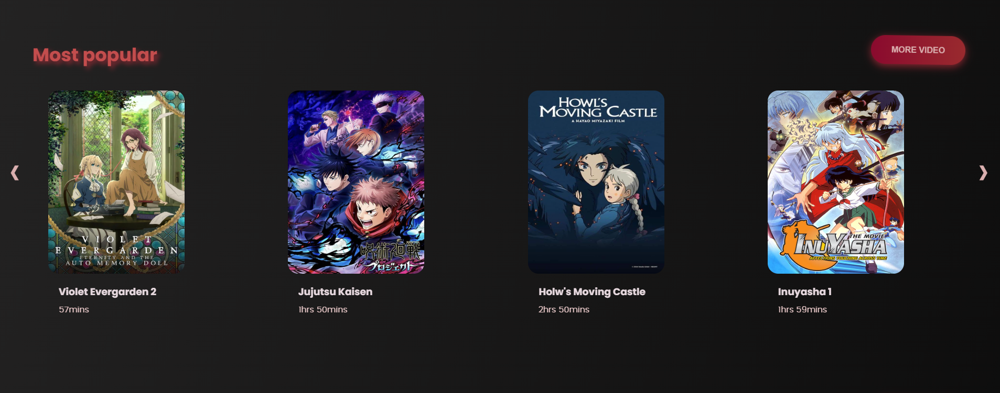 Most popular
MORE VIDEO
VIOLET
EVERGARDEN
ETERNITY AND THE
AUTO MEMORY DOLL
呪術廻戦
プロジェクト
HOWL'S
MOVING CASTLE
A HAYAO MIYAZAKI FILM
THE MOVIE
INUYASHA
AFFECTIONS TOUCHING ACROSS TIME
❰
❱
Violet Evergarden 2
Jujutsu Kaisen
Holw's Moving Castle
Inuyasha 1
57mins
1hrs 50mins
2hrs 50mins
1hrs 59mins